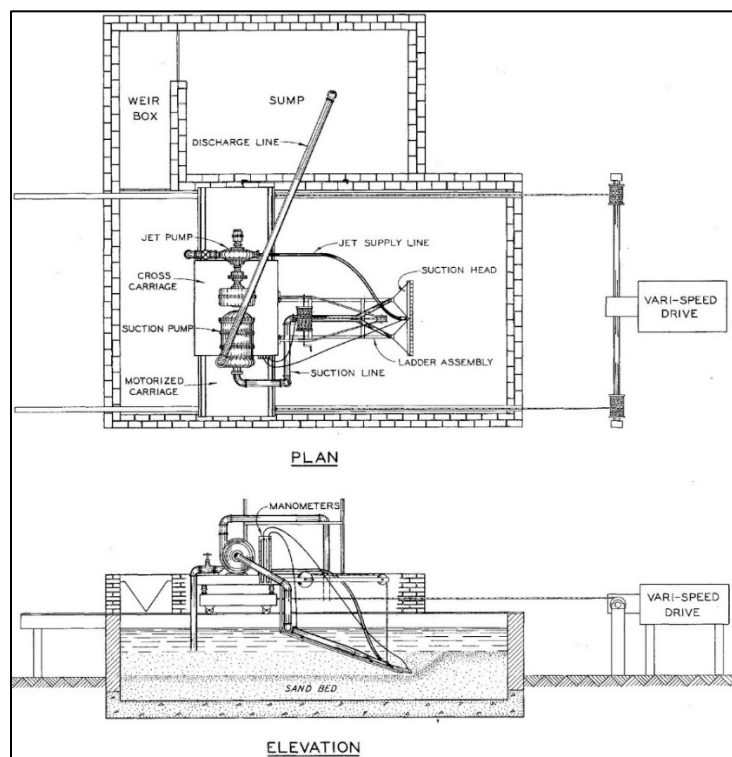 WEIR
BOX
SUMP
DISCHARGE LINE
JET PUMP
JET SUPPLY LINE
SUCTION HEAD
CROSS
CARRIAGE
VARI-SPEED
DRIVE
SUCTION PUMP
LADDER ASSEMBLY
SUCTION LINE
MOTORIZED
CARRIAGE
PLAN
MANOMETERS
VARI-SPEED
DRIVE
SAND BED
ELEVATION